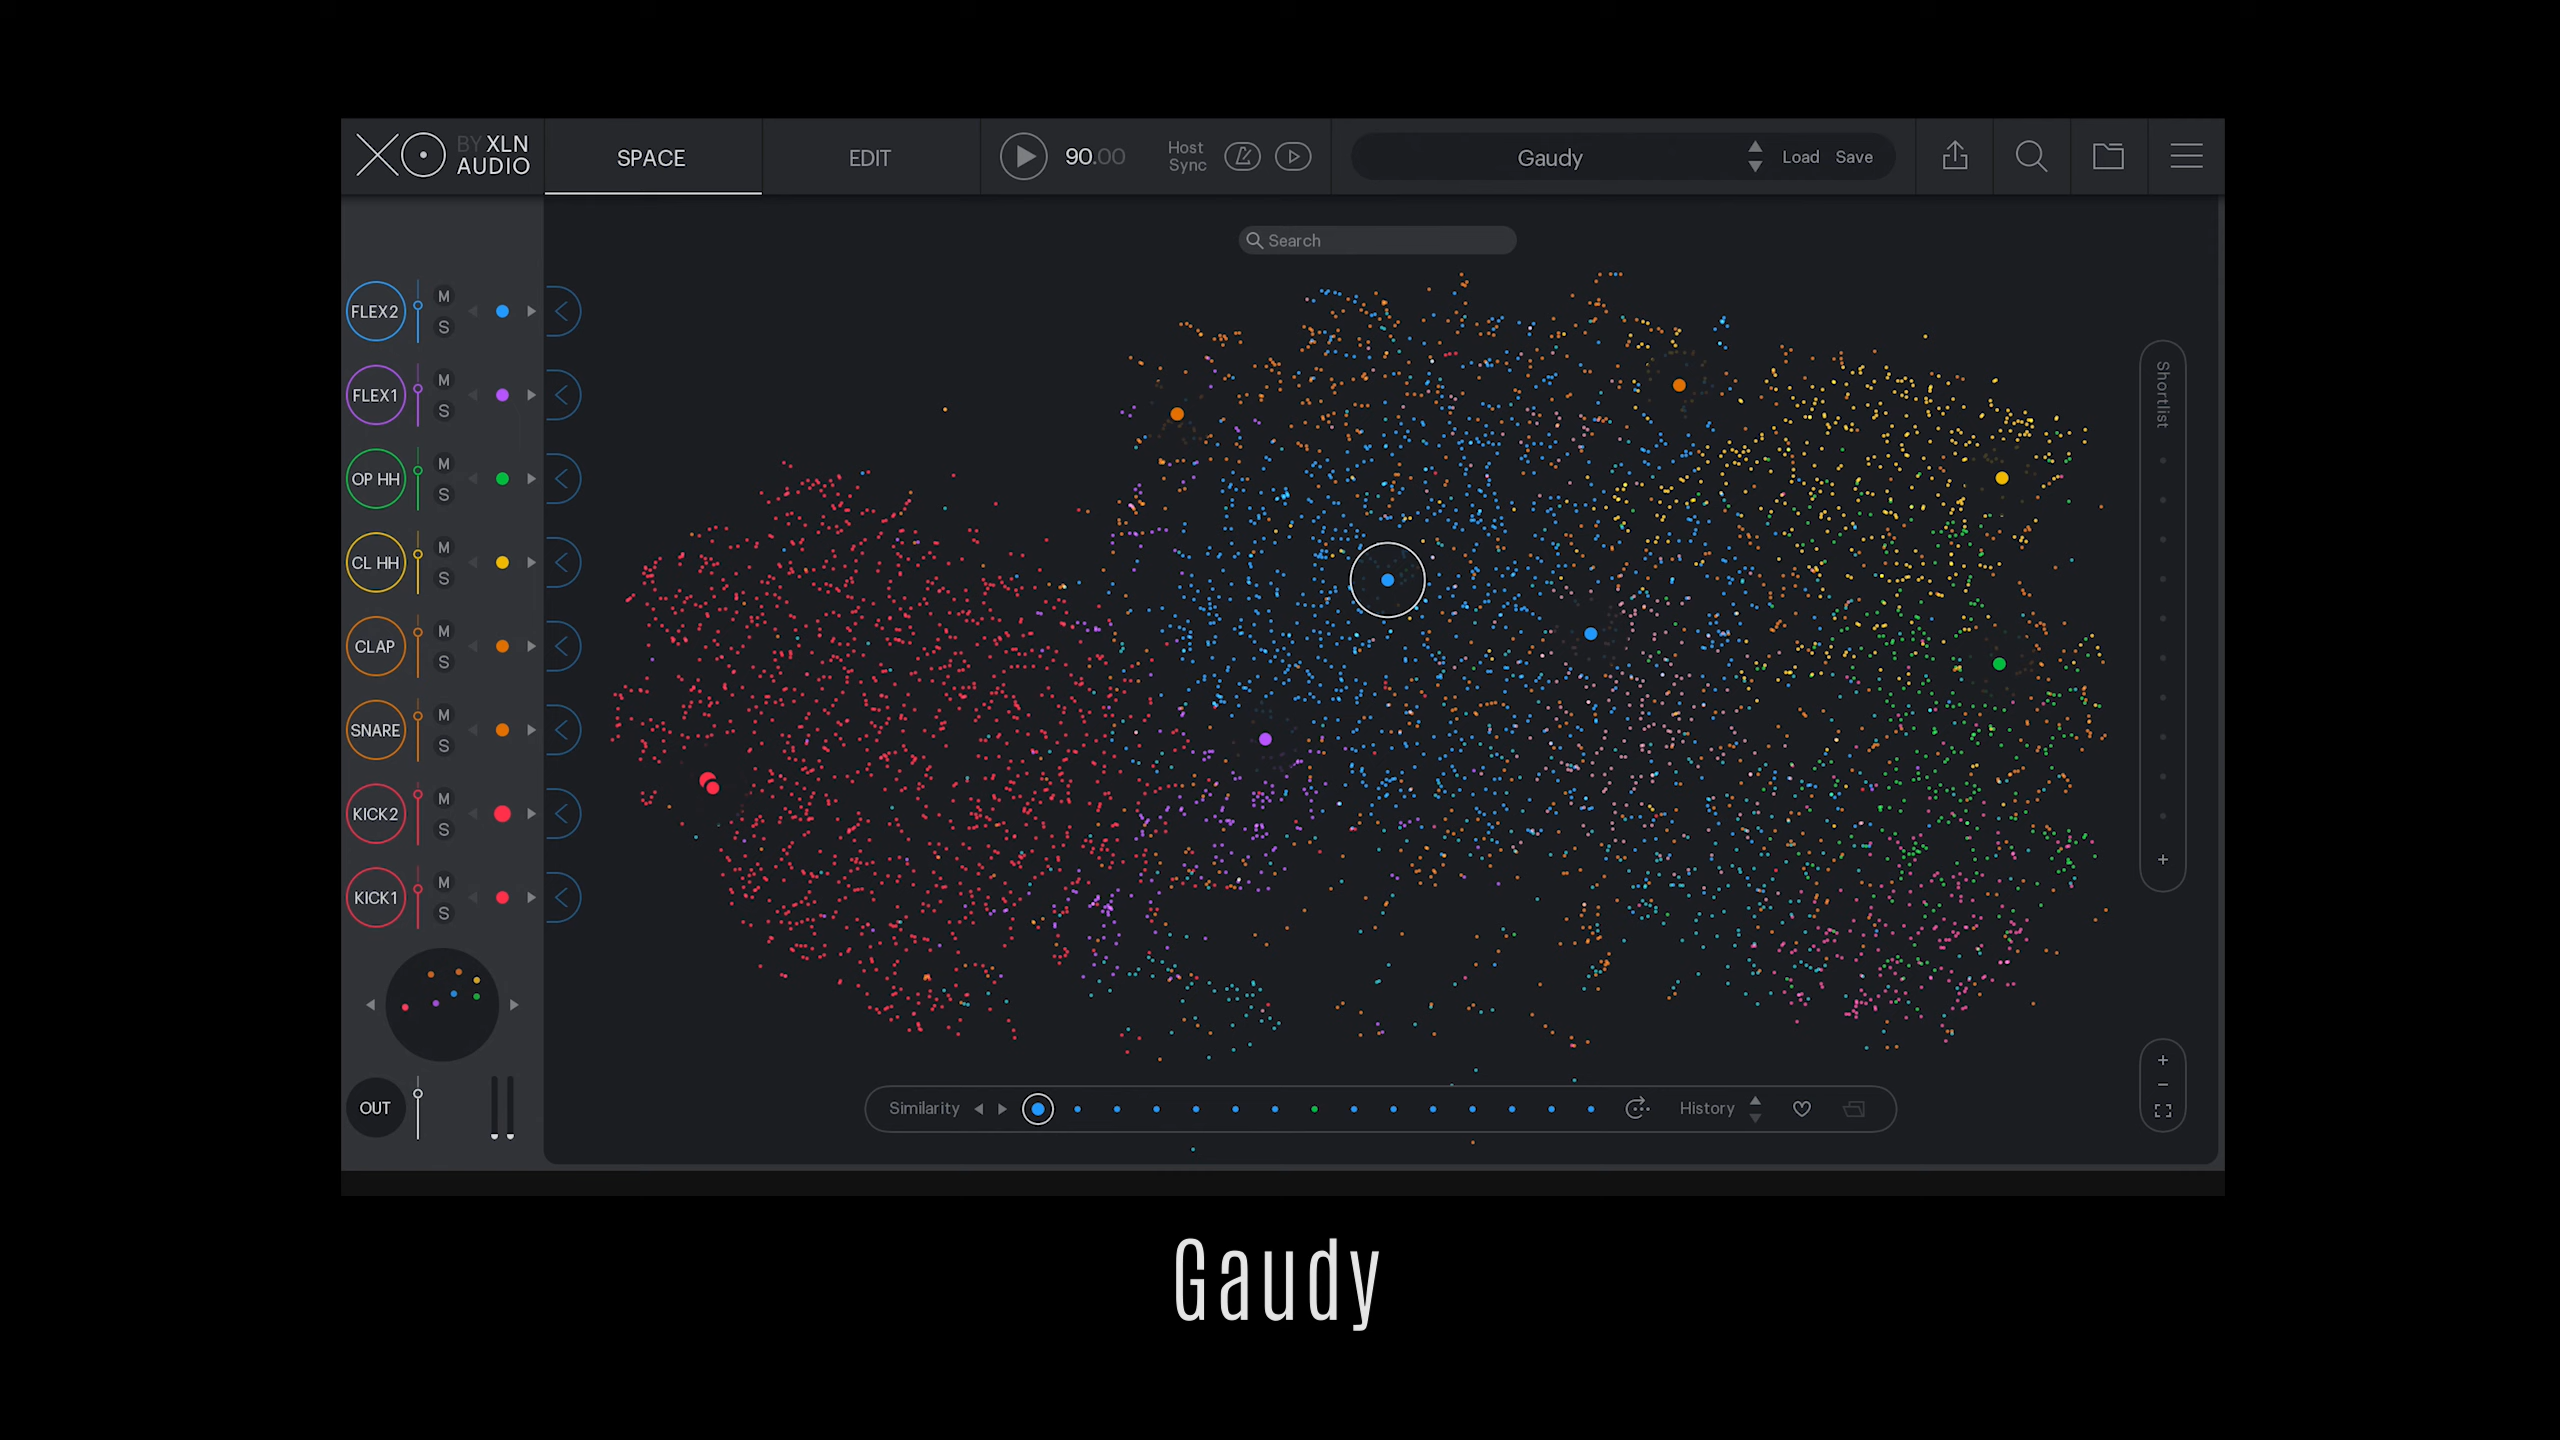 XO BY XLN
AUDIO
SPACE
EDIT
90.00
Host
Sync
Gaudy
Load
Save
Search
FLEX2
M
S
FLEX1
M
S
OP HH
M
S
CL HH
M
S
CLAP
M
S
SNARE
M
S
KICK2
M
S
KICK1
M
S
OUT
Shortlist
Similarity
History
Gaudy